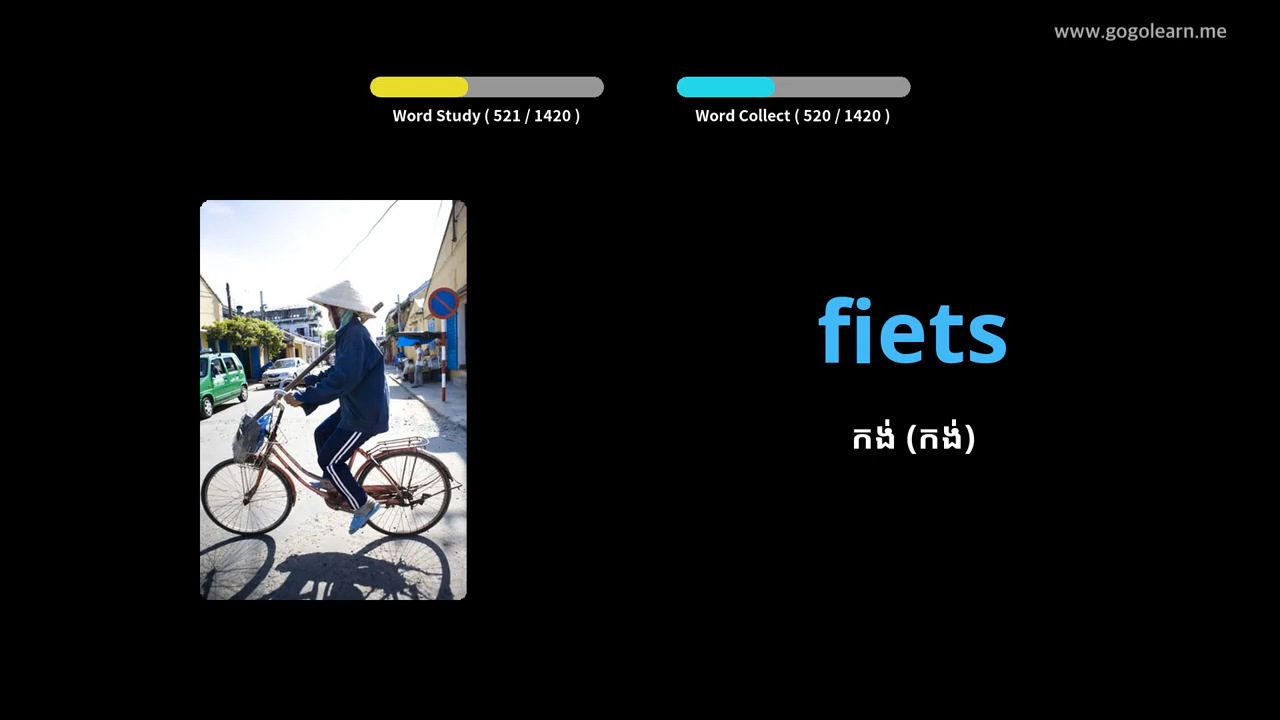 www.gogolearn.me
Word Study ( 521 / 1420 )
Word Collect ( 520 / 1420 )
fiets
កង់ (កង់)